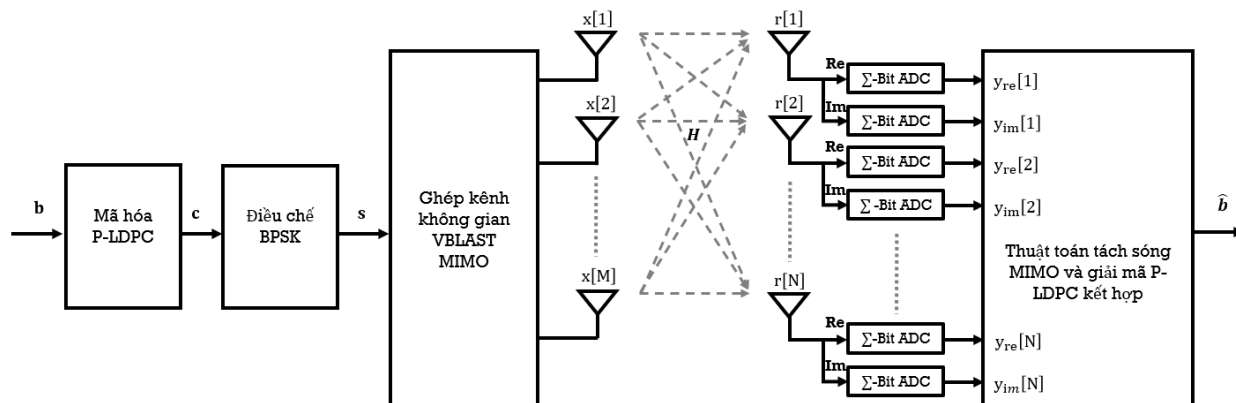 b
Mã hóa
P-LDPC
c
Điều chế
BPSK
s
Ghép kênh
không gian
VBLAST
MIMO
x[1]
x[2]
x[M]
H
r[1]
r[2]
r[N]
Re
∑-Bit ADC
y_re[1]
Im
∑-Bit ADC
y_im[1]
Re
∑-Bit ADC
y_re[2]
Im
∑-Bit ADC
y_im[2]
Re
∑-Bit ADC
y_re[N]
Im
∑-Bit ADC
y_im[N]
Thuật toán tách sóng
MIMO và giải mã P-
LDPC kết hợp
b̂